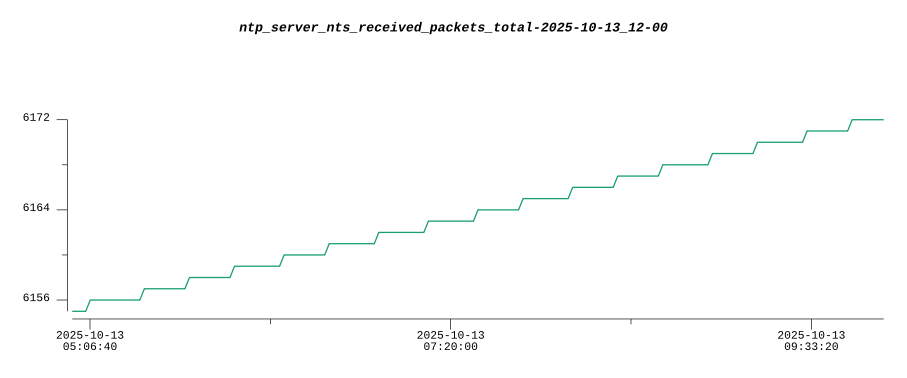 ntp_server_nts_received_packets_total-2025-10-13_12-00
6172
6164
6156
2025-10-13 2025-10-13 2025-10-13
05:06:40 07:20:00 09:33:20